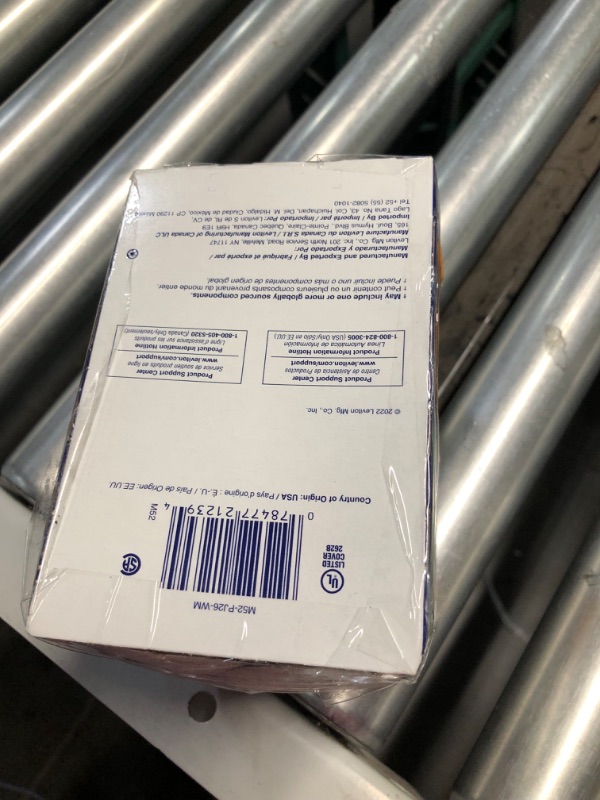 M52-PJ26-WM
UL
LISTED
COVER
262B
SP
0 78477 21239 4
M52
Country of Origin: USA / Pays d'origine : É.-U. / País de Origen: EE UU.
© 2022 Leviton Mfg. Co., Inc.
Product Support Center
Centro de Asistencia de Productos
www.leviton.com/support
Product Information Hotline
Línea Automática de Información
1-800-824-3005 (USA Only/Sólo en EE UU.)
Product Support Center
Service de soutien produits en ligne
www.leviton.com/support
Product Information Hotline
Ligne d'assistance sur les produits
1-800-405-5320 (Canada Only/seulement)
† May include one or more globally sourced components.
† Peut contenir un ou plusieurs composants provenant du monde entier.
† Puede incluir uno o más componentes de origen global.
Manufactured and Exported By / Fabriqué et exporté par /
Manufacturado y Exportado Por:
Leviton Mfg. Co., Inc. 201 North Service Road, Melville, NY 11747
Manufacture Leviton du Canada S.R.I. / Leviton Manufacturing of Canada ULC
165, Boul. Hymus Blvd., Pointe-Claire, Québec Canada, H9R 1E9
Imported By / Importé par / Importado Por: Leviton S de RL de CV,
Lago Tana No. 43, Col. Huichapan, Del. M. Hidalgo, Ciudad de México, CP 11290 México
Tel +52 (55) 5082-1040